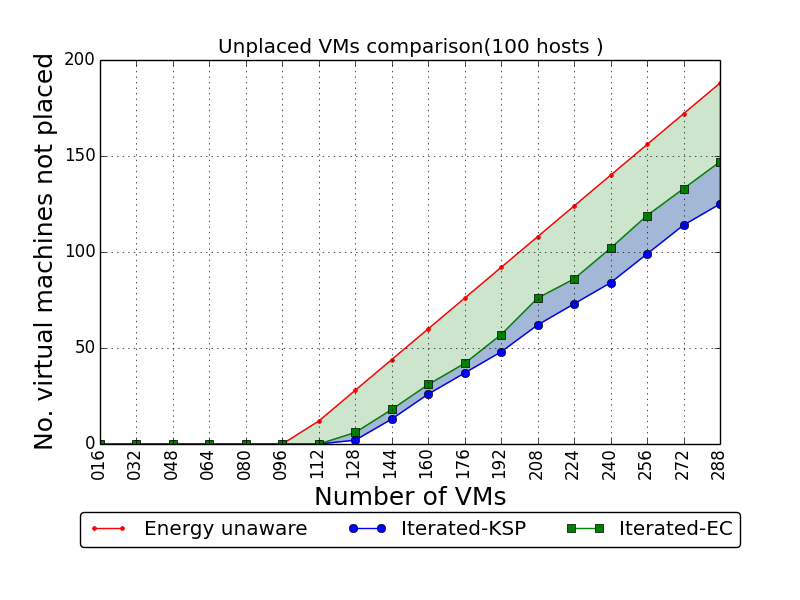 Unplaced VMs comparison(100 hosts )
No. virtual machines not placed
200
150
100
50
0
016 032 048 064 080 096 112 128 144 160 176 192 208 224 240 256 272 288
Number of VMs
Energy unaware Iterated-KSP Iterated-EC